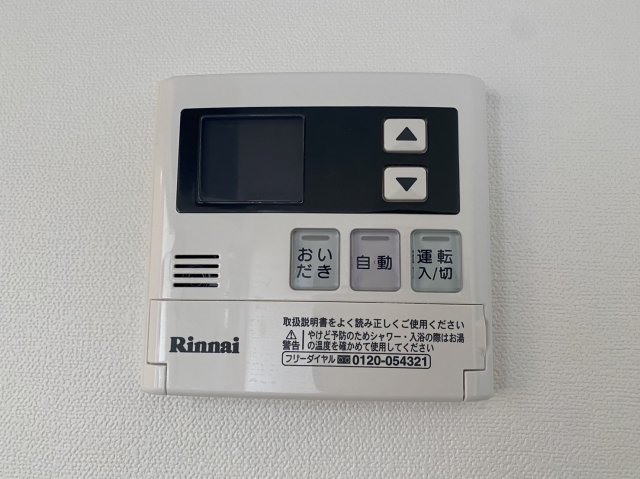 おい
だき
自動
運転
入/切
取扱説明書をよく読み正しくご使用ください
Rinnai
⚠ やけど予防のためシャワー・入浴の際はお湯
警告 の温度を確かめて使用してください
フリーダイヤル 0120-054321